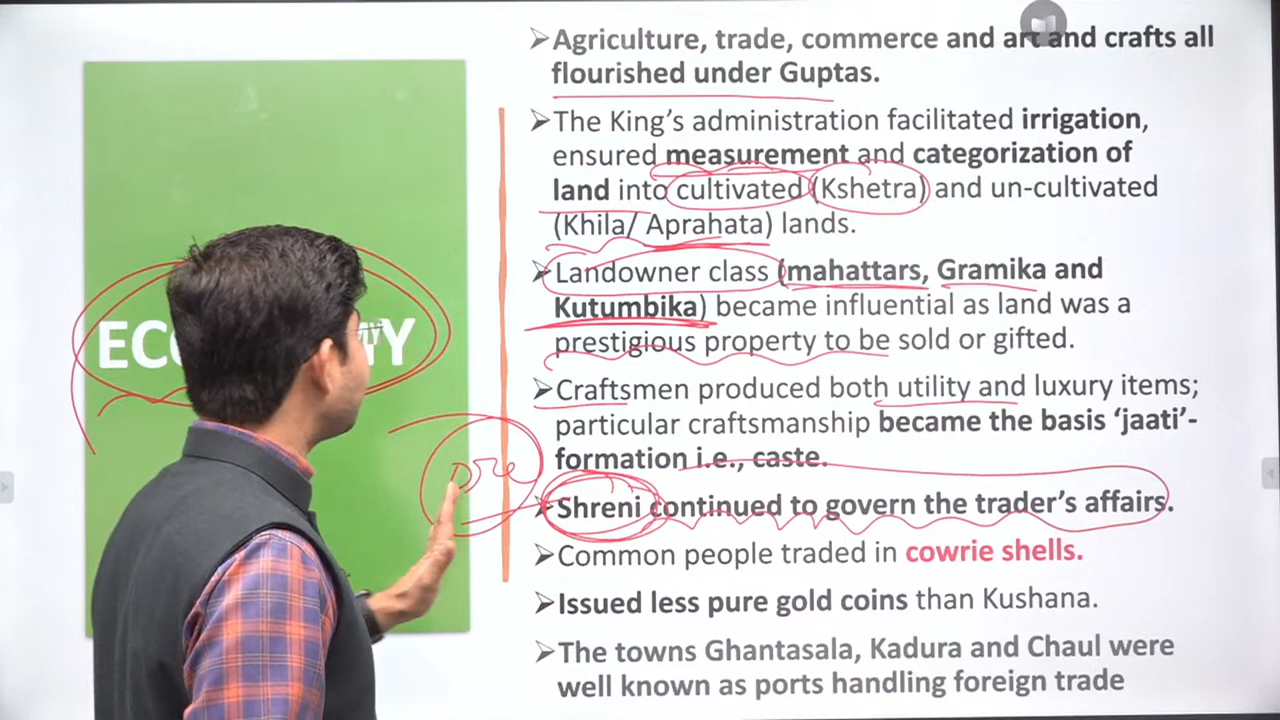 ECONOMY
➤Agriculture, trade, commerce and art and crafts all
flourished under Guptas.
➤The King's administration facilitated irrigation,
ensured measurement and categorization of
land into cultivated (Kshetra) and un-cultivated
(Khila/ Aprahata) lands.
➤Landowner class (mahattars, Gramika and
Kutumbika) became influential as land was a
prestigious property to be sold or gifted.
➤Craftsmen produced both utility and luxury items;
particular craftsmanship became the basis 'jaati'-
formation i.e., caste.
➤Shreni continued to govern the trader's affairs.
➤Common people traded in cowrie shells.
➤Issued less pure gold coins than Kushana.
➤The towns Ghantasala, Kadura and Chaul were
well known as ports handling foreign trade